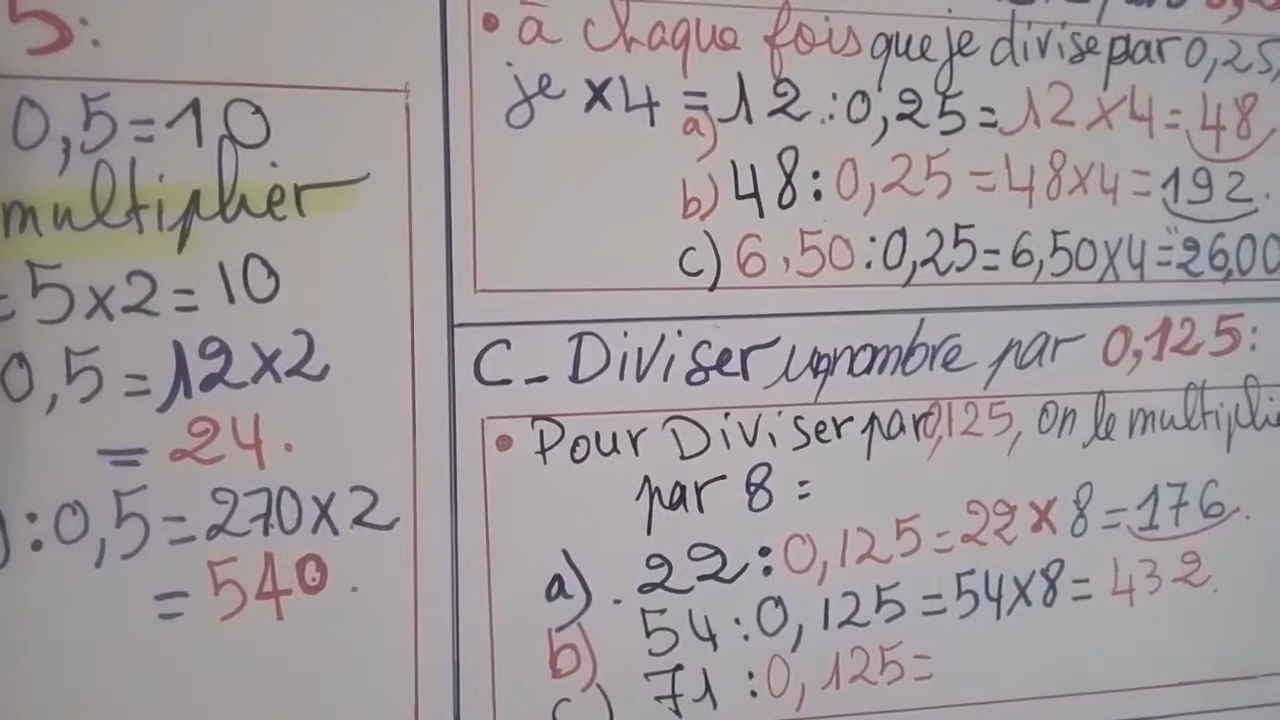 5:
0,5=10
multiplier
= 5x2=10
0,5=12x2
= 24.
):0,5=270x2
= 540.
• à chaque fois que je divise par 0,25,
je x4 =
a) 12:0,25=12x4=48
b) 48:0,25=48x4=192.
c) 6,50:0,25=6,50x4=26,00
C- Diviser un nombre par 0,125:
• Pour Diviser par 0,125, on le multipli
par 8 =
a). 22:0,125=22x8=176.
b) 54:0,125=54x8=432.
c) 71:0,125=